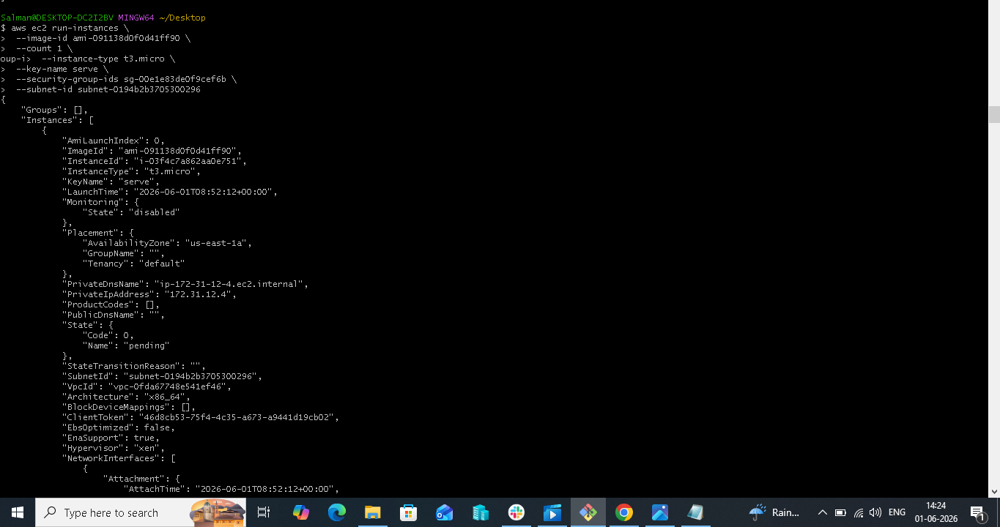 Salman@DESKTOP-DC2I2BV MINGW64 ~/Desktop
$ aws ec2 run-instances \
>  --image-id ami-091138d0f0d41ff90 \
>  --count 1 \
oup-i>  --instance-type t3.micro \
>  --key-name serve \
>  --security-group-ids sg-00e1e83de0f9cef6b \
>  --subnet-id subnet-0194b2b3705300296
{
    "Groups": [],
    "Instances": [
        {
            "AmiLaunchIndex": 0,
            "ImageId": "ami-091138d0f0d41ff90",
            "InstanceId": "i-03f4c7a862aa0e751",
            "InstanceType": "t3.micro",
            "KeyName": "serve",
            "LaunchTime": "2026-06-01T08:52:12+00:00",
            "Monitoring": {
                "State": "disabled"
            },
            "Placement": {
                "AvailabilityZone": "us-east-1a",
                "GroupName": "",
                "Tenancy": "default"
            },
            "PrivateDnsName": "ip-172-31-12-4.ec2.internal",
            "PrivateIpAddress": "172.31.12.4",
            "ProductCodes": [],
            "PublicDnsName": "",
            "State": {
                "Code": 0,
                "Name": "pending"
            },
            "StateTransitionReason": "",
            "SubnetId": "subnet-0194b2b3705300296",
            "VpcId": "vpc-0fda67748e541ef46",
            "Architecture": "x86_64",
            "BlockDeviceMappings": [],
            "ClientToken": "46d8cb53-75f4-4c35-a673-a9441d19cb02",
            "EbsOptimized": false,
            "EnaSupport": true,
            "Hypervisor": "xen",
            "NetworkInterfaces": [
                {
                    "Attachment": {
                        "AttachTime": "2026-06-01T08:52:12+00:00",
Type here to search
Rain...
ENG
14:24
01-06-2026
1